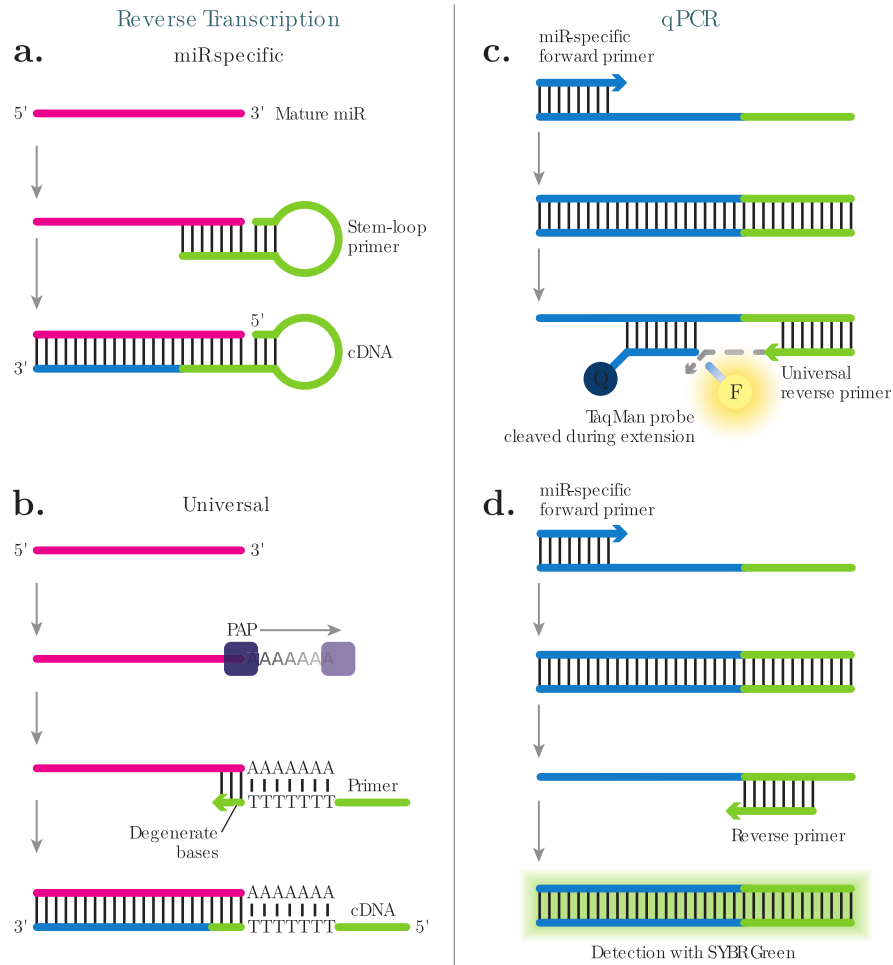 Reverse Transcription
a.
miRspecific
5' 3' Mature miR
Stem-loop
primer
5'
cDNA
3'
b.
Universal
5' 3'
PAP
AAAAAAA
AAAAAAA
Primer
TTTTTTT
Degenerate
bases
AAAAAAA
cDNA
3' TTTTTTT 5'
qPCR
c.
miR-specific
forward primer
Q
F
Universal
reverse primer
TaqMan probe
cleaved during extension
d.
miR-specific
forward primer
Reverse primer
Detection with SYBR Green